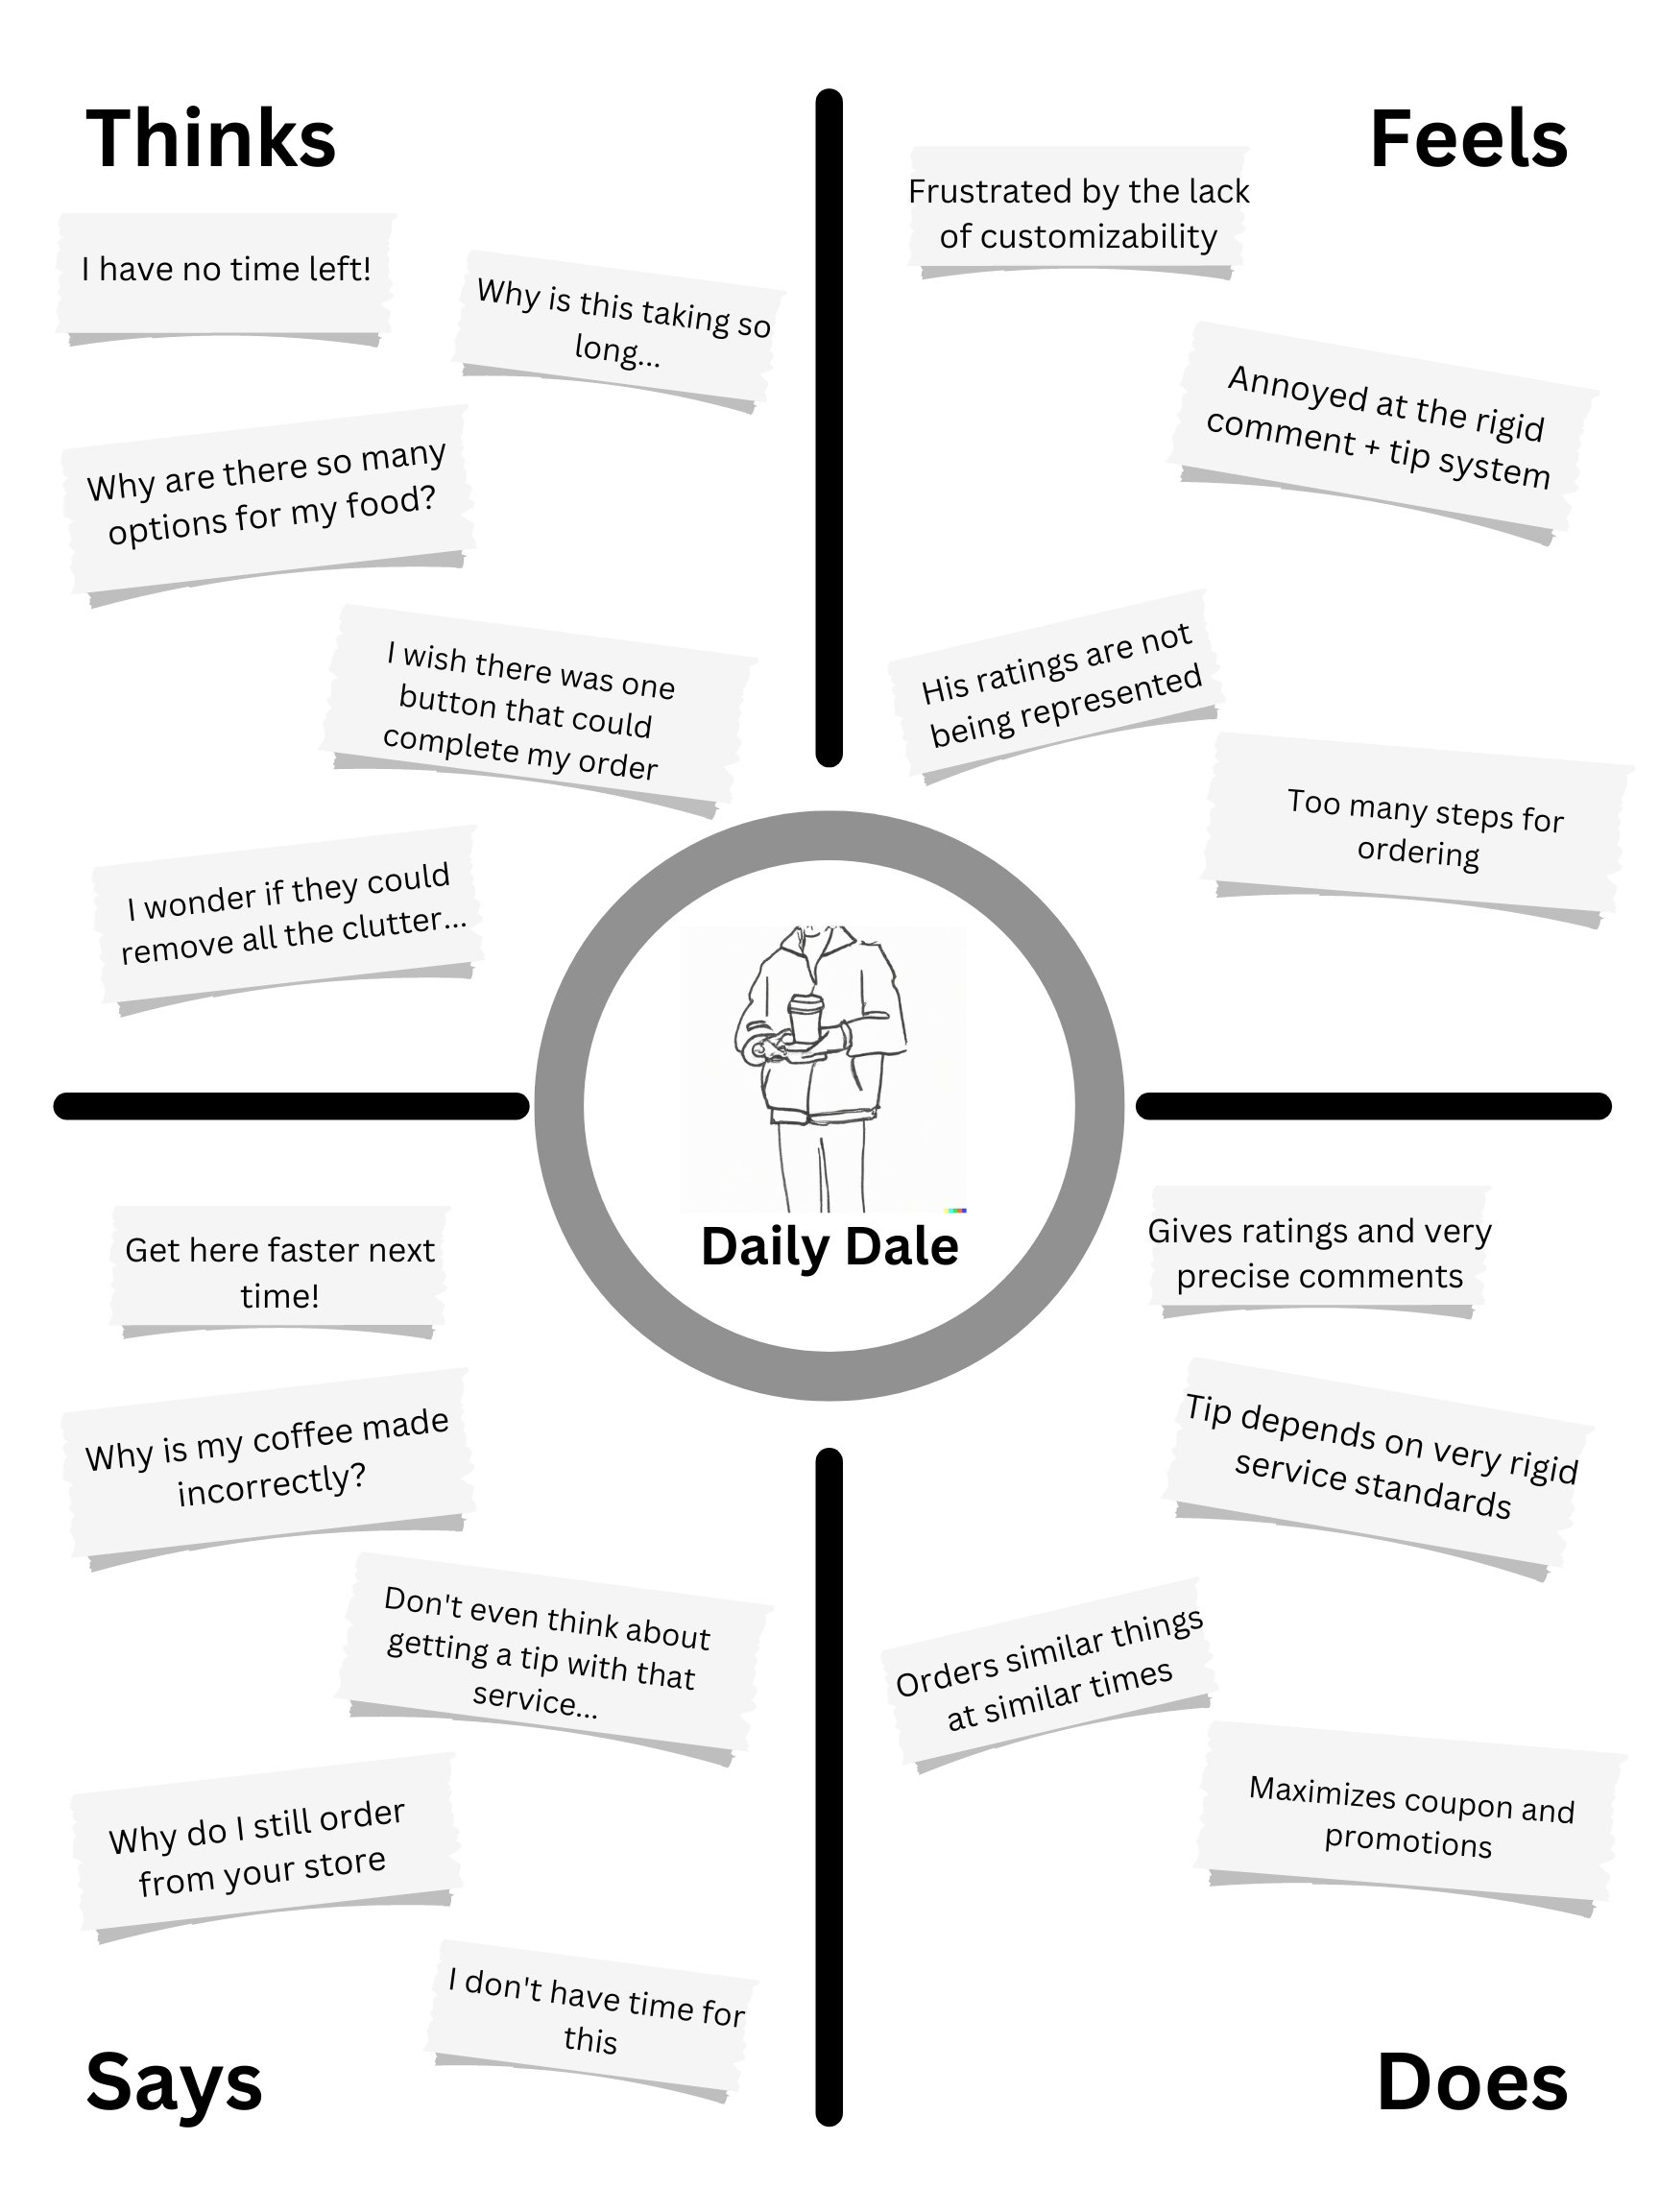 Thinks
I have no time left!
Why is this taking so
long...
Why are there so many
options for my food?
I wish there was one
button that could
complete my order
I wonder if they could
remove all the clutter...
Feels
Frustrated by the lack
of customizability
Annoyed at the rigid
comment + tip system
His ratings are not
being represented
Too many steps for
ordering
Daily Dale
Get here faster next
time!
Why is my coffee made
incorrectly?
Don't even think about
getting a tip with that
service...
Why do I still order
from your store
I don't have time for
this
Says
Gives ratings and very
precise comments
Tip depends on very rigid
service standards
Orders similar things
at similar times
Maximizes coupon and
promotions
Does